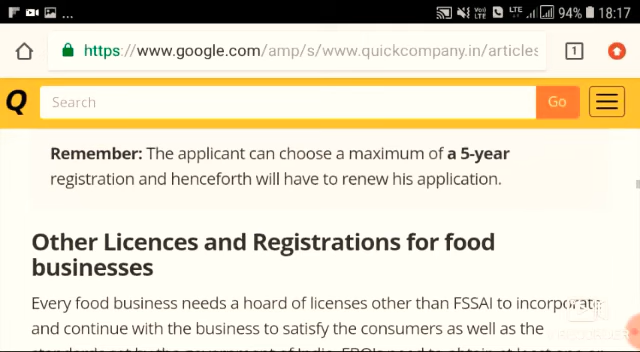 LTE 94% 18:17
https://www.google.com/amp/s/www.quickcompany.in/articles
1
Q Search Go
Remember: The applicant can choose a maximum of a 5-year
registration and henceforth will have to renew his application.
Other Licences and Registrations for food
businesses
Every food business needs a hoard of licenses other than FSSAI to incorporate
and continue with the business to satisfy the consumers as well as the